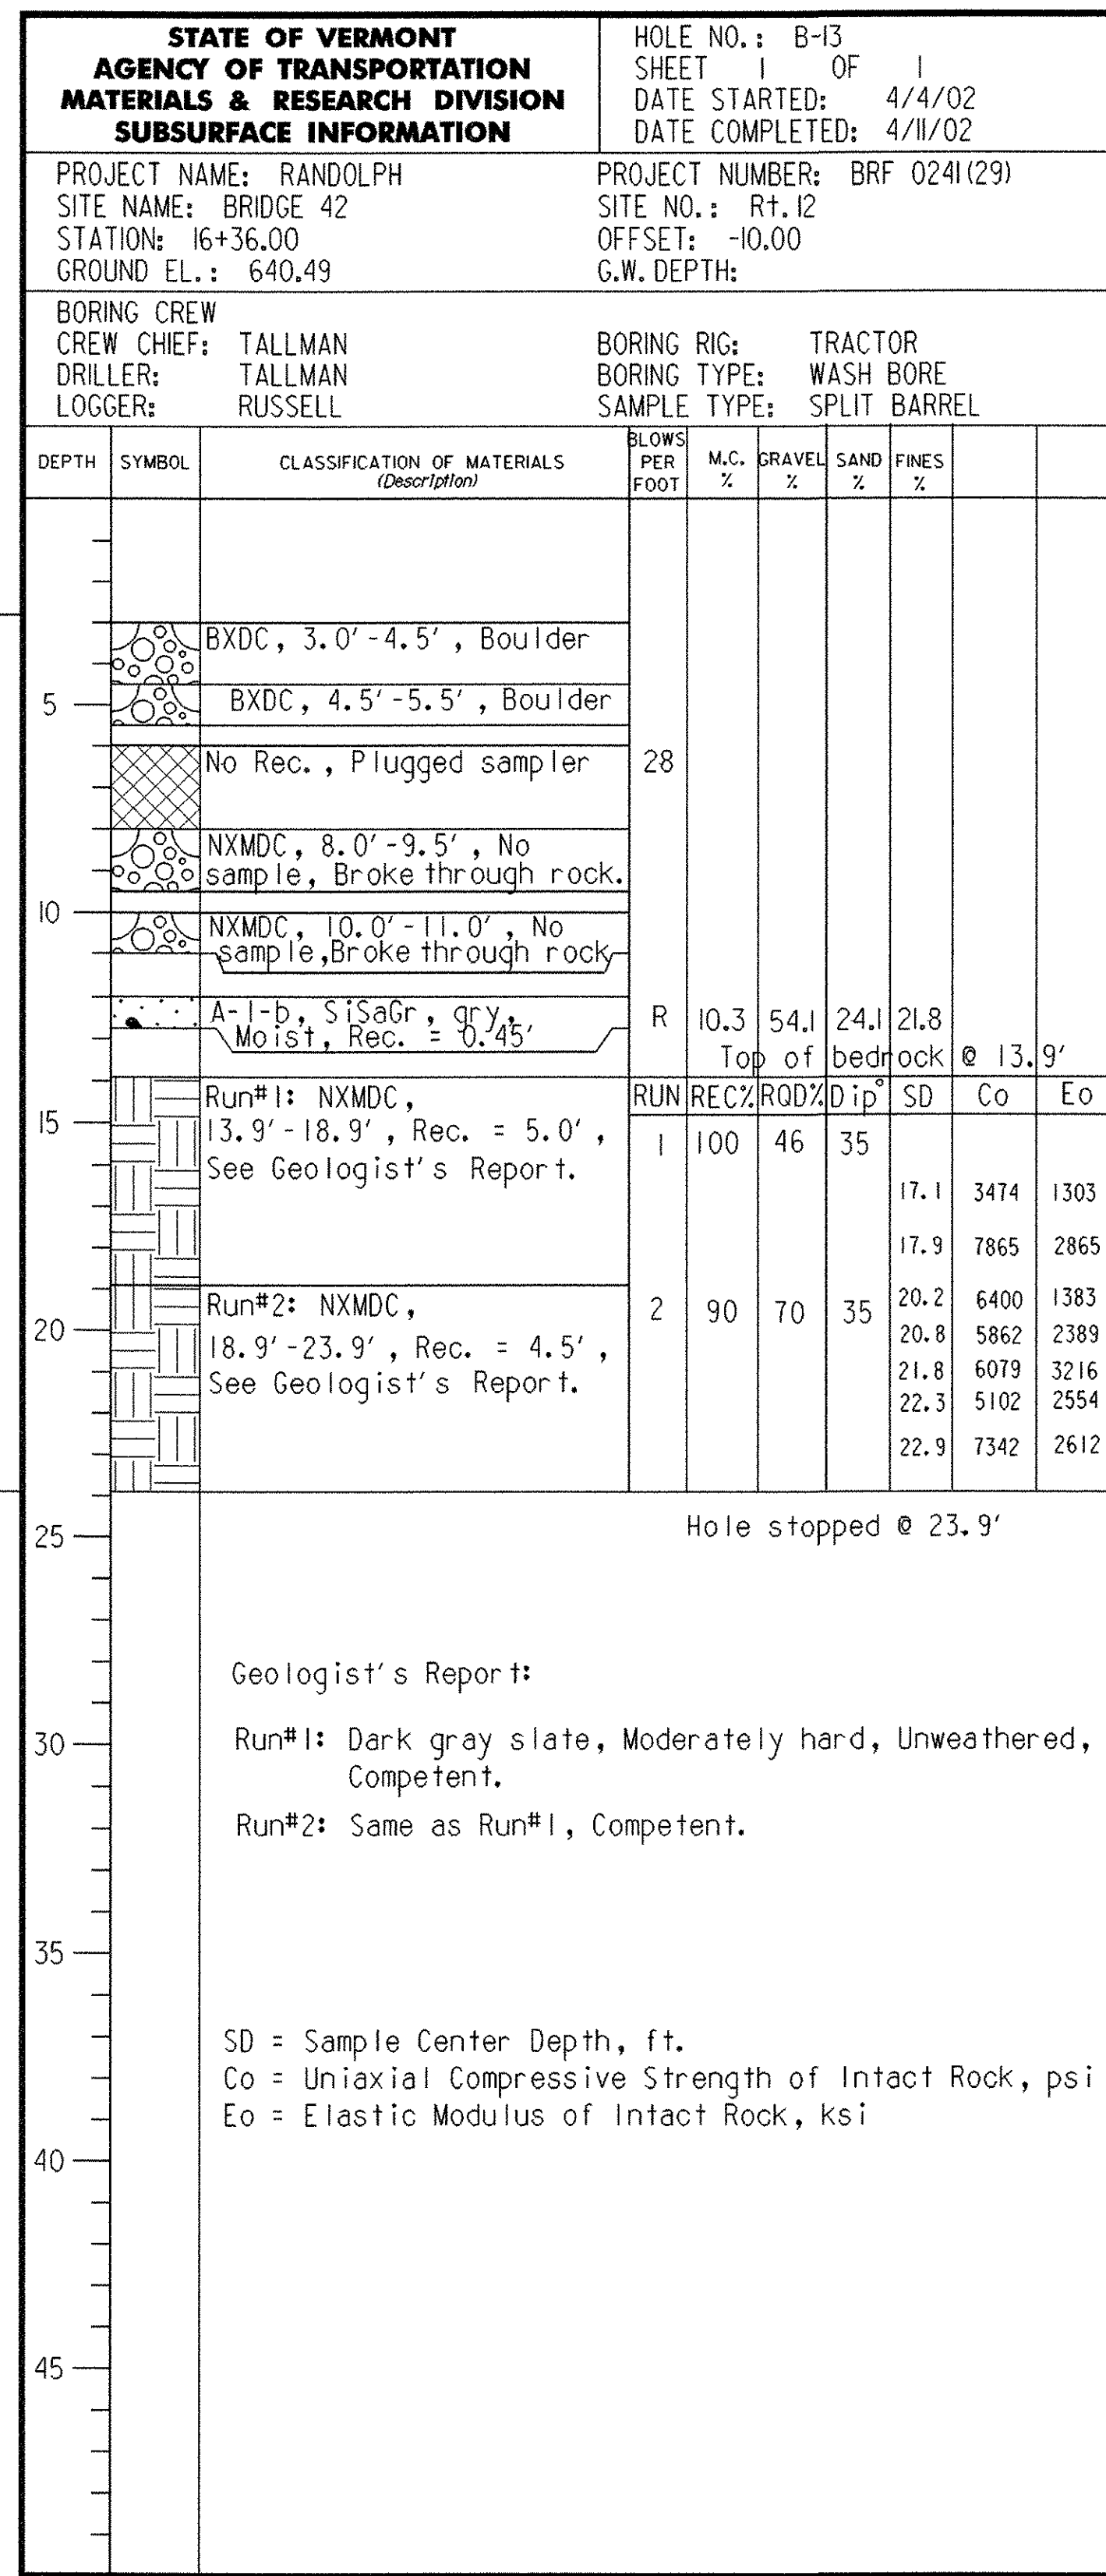 STATE OF VERMONT
AGENCY OF TRANSPORTATION
MATERIALS & RESEARCH DIVISION
SUBSURFACE INFORMATION
HOLE NO.: B-13
SHEET 1 OF 1
DATE STARTED: 4/4/02
DATE COMPLETED: 4/11/02
PROJECT NAME: RANDOLPH
SITE NAME: BRIDGE 42
STATION: 16+36.00
GROUND EL.: 640.49
PROJECT NUMBER: BRF 0241(29)
SITE NO.: Rt. 12
OFFSET: -10.00
G.W. DEPTH:
BORING CREW
CREW CHIEF: TALLMAN
DRILLER: TALLMAN
LOGGER: RUSSELL
BORING RIG: TRACTOR
BORING TYPE: WASH BORE
SAMPLE TYPE: SPLIT BARREL
DEPTH SYMBOL CLASSIFICATION OF MATERIALS (Description) BLOWS PER FOOT M.C. % GRAVEL % SAND % FINES %
BXDC, 3.0'-4.5', Boulder
5 BXDC, 4.5'-5.5', Boulder
No Rec., Plugged sampler 28
NXMDC, 8.0'-9.5', No
sample, Broke through rock.
10 NXMDC, 10.0'-11.0', No
sample,Broke through rock
A-1-b, SiSaGr, gry, R 10.3 54.1 24.1 21.8
Moist, Rec. = 0.45'
Top of bedrock @ 13.9'
RUN REC% RQD% Dip° SD Co Eo
Run#1: NXMDC,
15 13.9'-18.9', Rec. = 5.0', 1 100 46 35
See Geologist's Report.
17.1 3474 1303
17.9 7865 2865
Run#2: NXMDC, 2 90 70 35 20.2 6400 1383
20 18.9'-23.9', Rec. = 4.5', 20.8 5862 2389
See Geologist's Report. 21.8 6079 3216
22.3 5102 2554
22.9 7342 2612
25 Hole stopped @ 23.9'
Geologist's Report:
30 Run#1: Dark gray slate, Moderately hard, Unweathered,
Competent.
Run#2: Same as Run#1, Competent.
35
SD = Sample Center Depth, ft.
Co = Uniaxial Compressive Strength of Intact Rock, psi
Eo = Elastic Modulus of Intact Rock, ksi
40
45